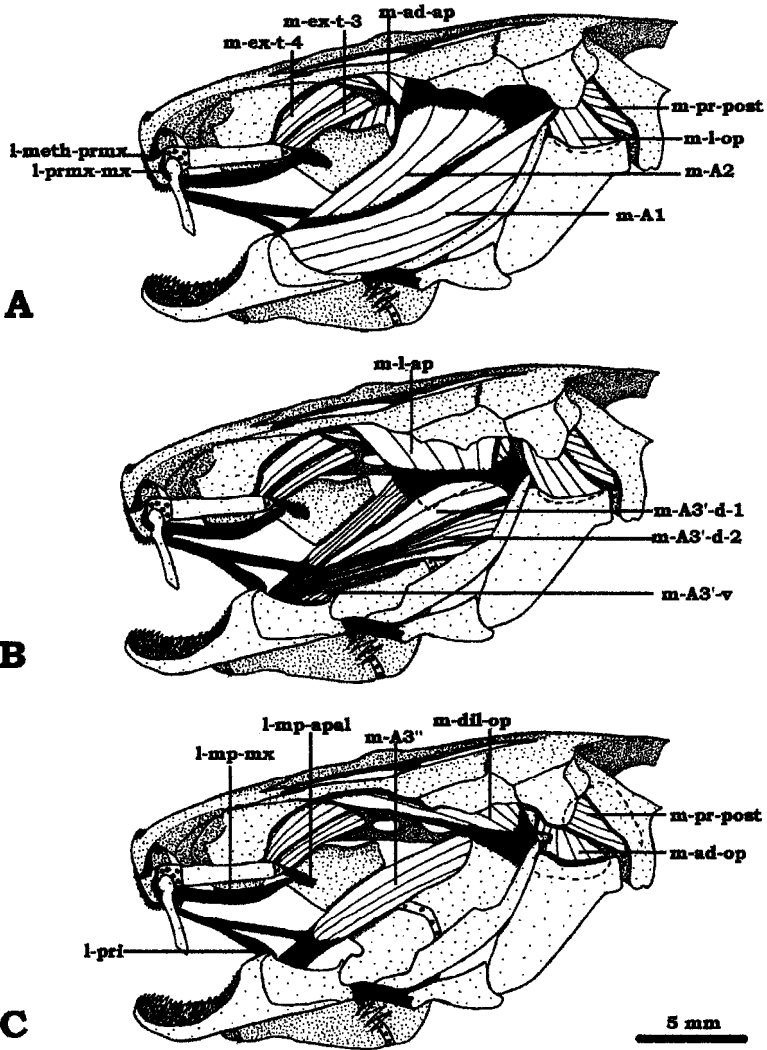 m-ad-ap
m-ex-t-3
m-ex-t-4
m-pr-post
l-meth-prmx
m-l-op
l-prmx-mx
m-A2
m-A1
A
m-l-ap
m-A3'-d-1
m-A3'-d-2
m-A3'-v
B
l-mp-apal
m-dil-op
m-A3"
l-mp-mx
m-pr-post
m-ad-op
l-pri
C
5 mm